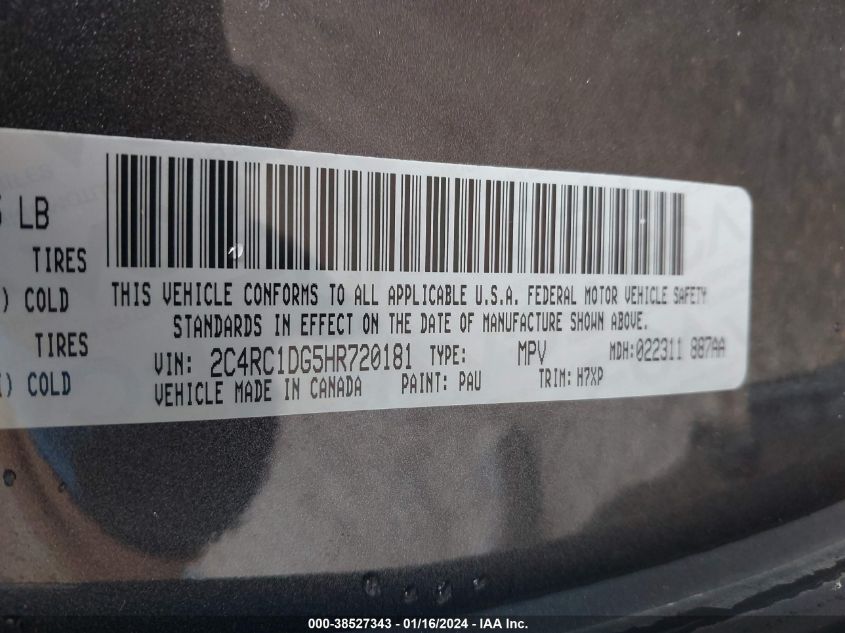 LB
TIRES
) COLD
TIRES
) COLD
THIS VEHICLE CONFORMS TO ALL APPLICABLE U.S.A. FEDERAL MOTOR VEHICLE SAFETY
STANDARDS IN EFFECT ON THE DATE OF MANUFACTURE SHOWN ABOVE.
VIN: 2C4RC1DG5HR720181 TYPE: MPV MDH:022311 887AA
VEHICLE MADE IN CANADA PAINT: PAU TRIM: H7XP
000-38527343 - 01/16/2024 - IAA Inc.